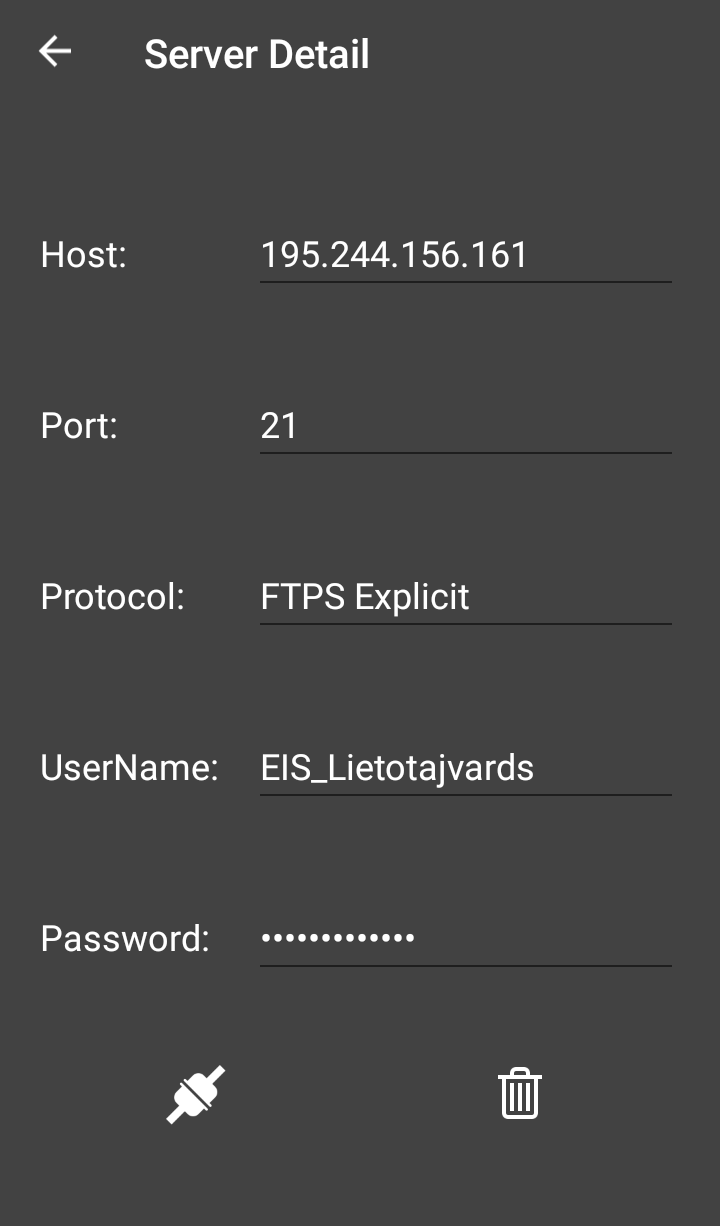 Server Detail
Host: 195.244.156.161
Port: 21
Protocol: FTPS Explicit
UserName: EIS_Lietotajvards
Password: •••••••••••••